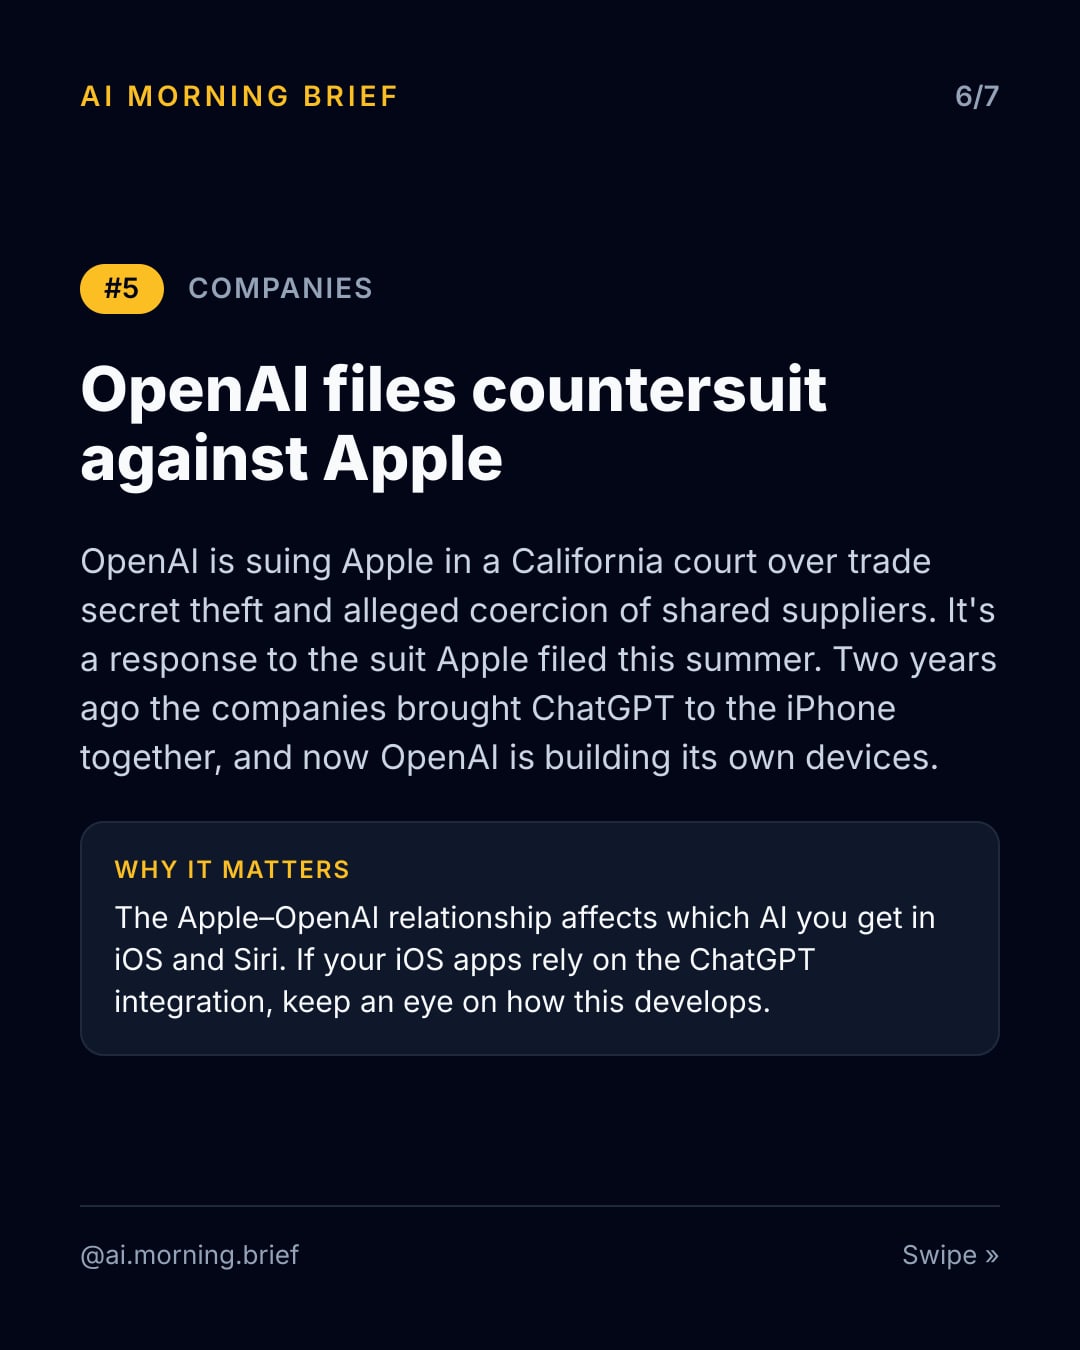 AI MORNING BRIEF
6/7
#5
COMPANIES
OpenAI files countersuit
against Apple
OpenAI is suing Apple in a California court over trade
secret theft and alleged coercion of shared suppliers. It's
a response to the suit Apple filed this summer. Two years
ago the companies brought ChatGPT to the iPhone
together, and now OpenAI is building its own devices.
WHY IT MATTERS
The Apple–OpenAI relationship affects which AI you get in
iOS and Siri. If your iOS apps rely on the ChatGPT
integration, keep an eye on how this develops.
@ai.morning.brief
Swipe »